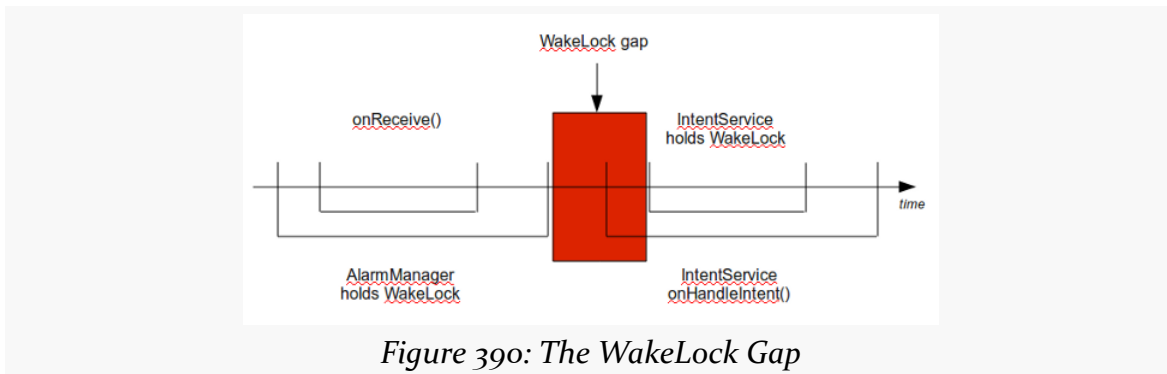 WakeLock gap
onReceive()
IntentService
holds WakeLock
time
AlarmManager
holds WakeLock
IntentService
onHandleIntent()
Figure 390: The WakeLock Gap